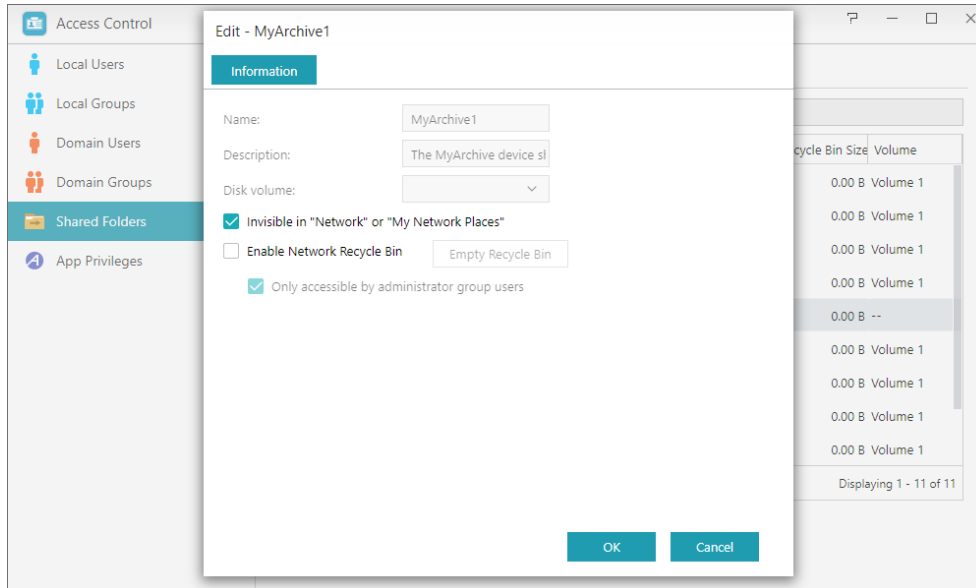 Access Control
Local Users
Local Groups
Domain Users
Domain Groups
Shared Folders
App Privileges
Edit - MyArchive1
Information
Name: MyArchive1
Description: The MyArchive device
Disk volume:
Invisible in "Network" or "My Network Places"
Enable Network Recycle Bin Empty Recycle Bin
Only accessible by administrator group users
OK Cancel
Bin Size Volume
0.00 B Volume 1
0.00 B Volume 1
0.00 B Volume 1
0.00 B Volume 1
0.00 B --
0.00 B Volume 1
0.00 B Volume 1
0.00 B Volume 1
0.00 B Volume 1
Displaying 1 - 11 of 11